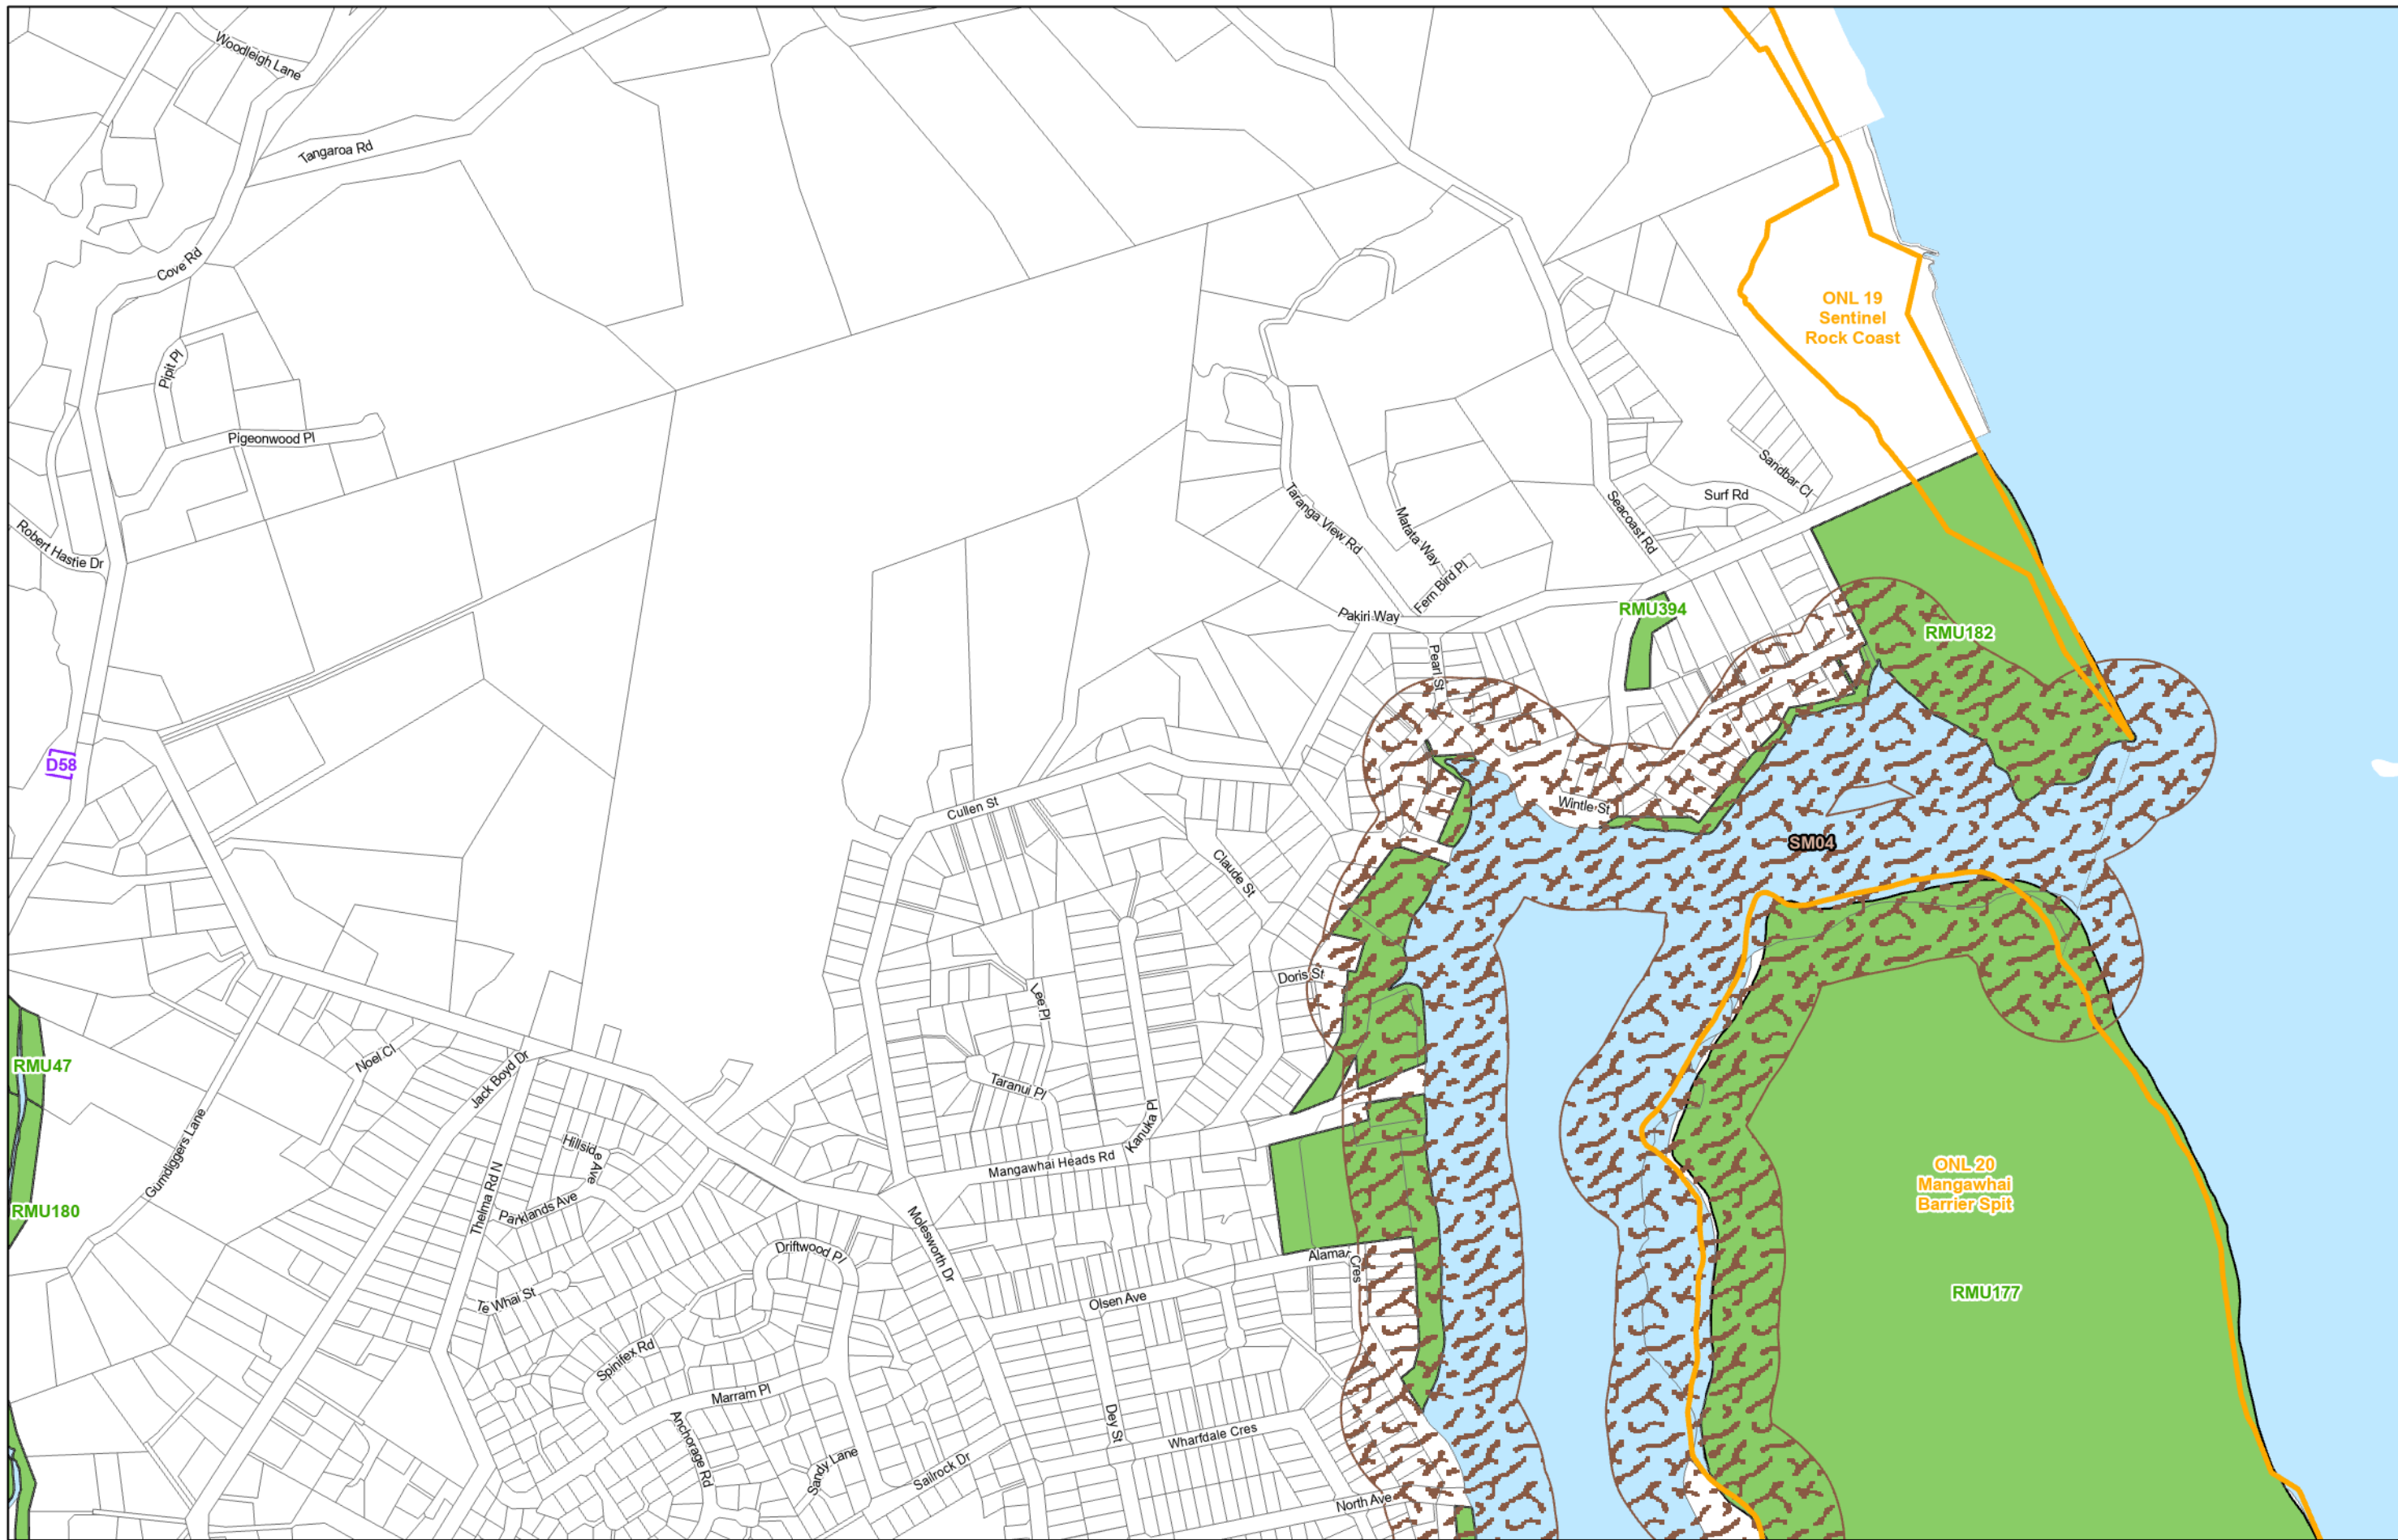 Woodleigh Lane
Tangaroa Rd
Cove Rd
ONL 19
Sentinel
Rock Coast
Pipit Pl
Pigeonwood Pl
Sandbar Cl
Surf Rd
Seacoast Rd
Taranga View Rd
Matata Way
Robert Hastie Dr
Fern Bird Pl
RMU394
Pakiri Way
RMU182
Pearl St
D58
Cullen St
Wintle St
SM04
Claude St
Doris St
Lee Pl
RMU47
Noel Cl
Jack Boyd Dr
Taranui Pl
Kanuka Pl
Gumdiggers Lane
Hillside Ave
Mangawhai Heads Rd
ONL 20
Mangawhai
Barrier Spit
RMU180
Thelma Rd N
Parklands Ave
Molesworth Dr
Driftwood Pl
Alamar Cres
RMU177
Te Whai St
Olsen Ave
Spinifex Rd
Marram Pl
Anchorage Rd
Dey St
Wharfdale Cres
Sandy Lane
Sailrock Dr
North Ave